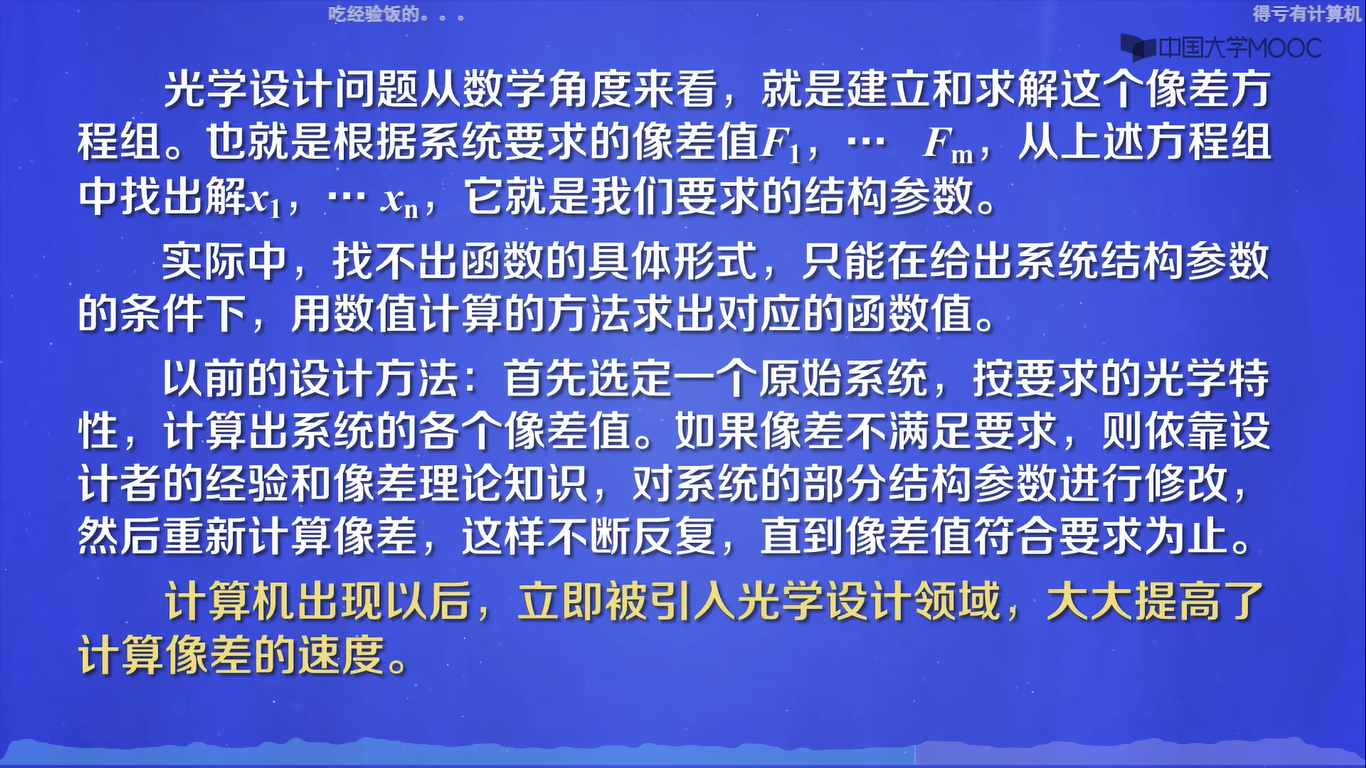 吃经验饭的。。。
得亏有计算机
中国大学MOOC
光学设计问题从数学角度来看，就是建立和求解这个像差方
程组。也就是根据系统要求的像差值F1，… Fm，从上述方程组
中找出解x1，… xn，它就是我们要求的结构参数。
实际中，找不出函数的具体形式，只能在给出系统结构参数
的条件下，用数值计算的方法求出对应的函数值。
以前的设计方法：首先选定一个原始系统，按要求的光学特
性，计算出系统的各个像差值。如果像差不满足要求，则依靠设
计者的经验和像差理论知识，对系统的部分结构参数进行修改，
然后重新计算像差，这样不断反复，直到像差值符合要求为止。
计算机出现以后，立即被引入光学设计领域，大大提高了
计算像差的速度。